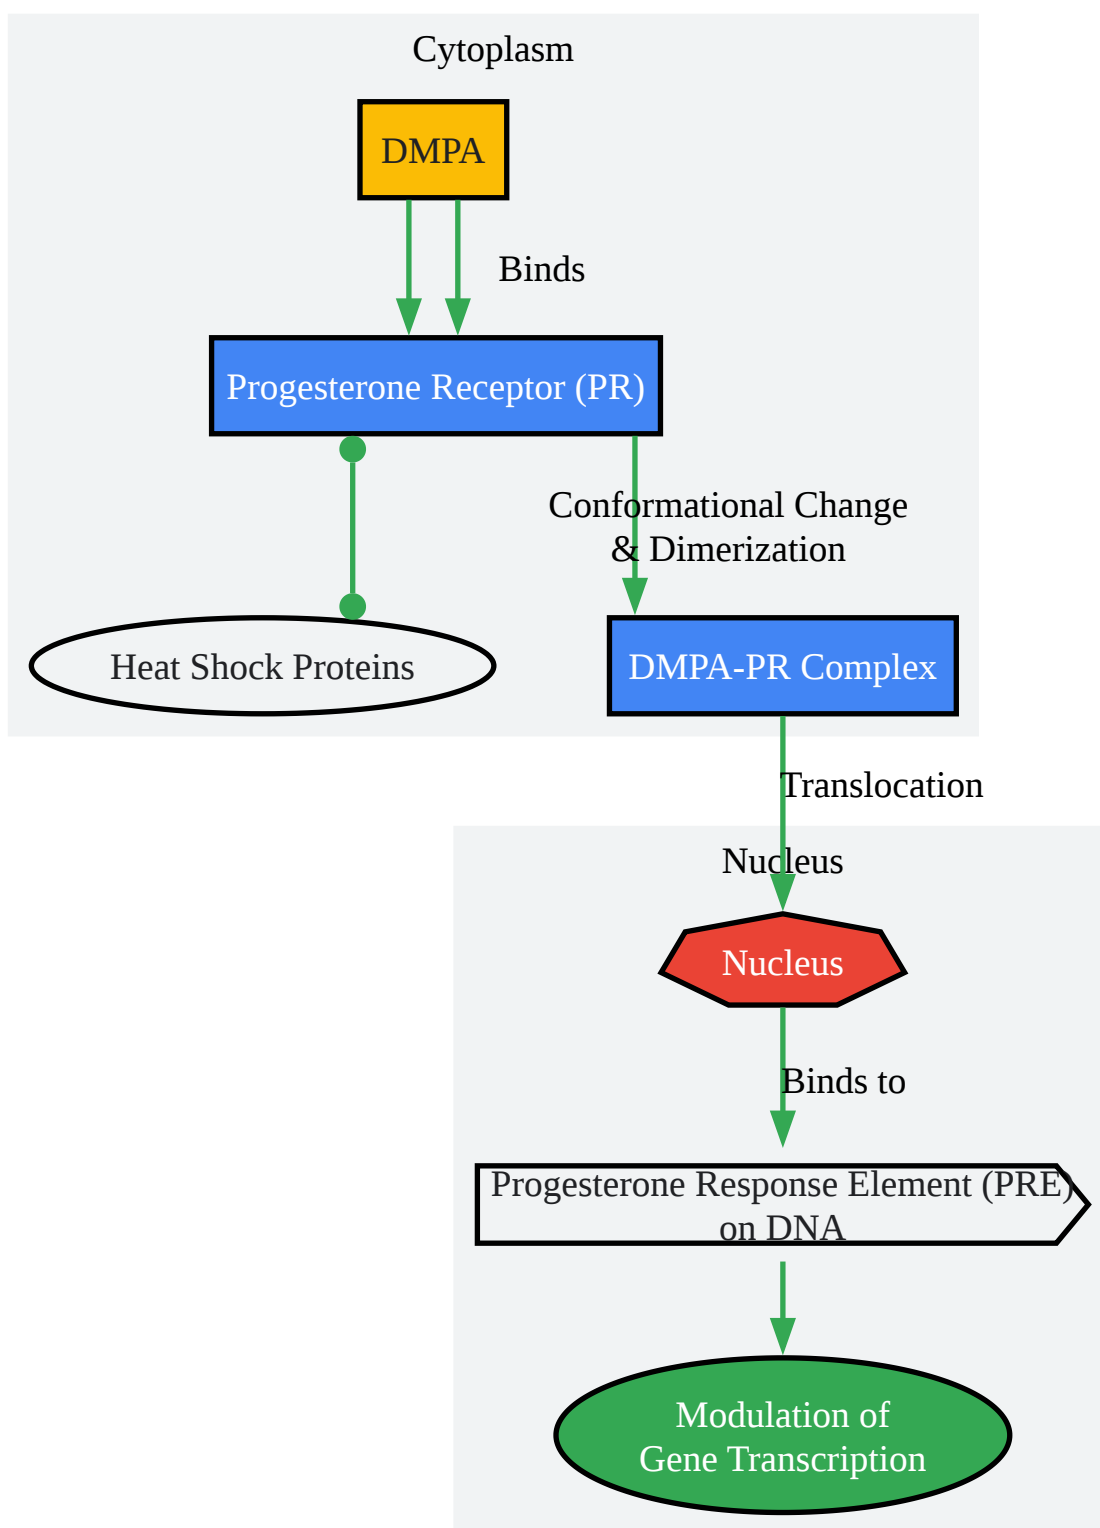 Cytoplasm
DMPA
Binds
Progesterone Receptor (PR)
Conformational Change
& Dimerization
Heat Shock Proteins
DMPA-PR Complex
Translocation
Nucleus
Nucleus
Binds to
Progesterone Response Element (PRE)
on DNA
Modulation of
Gene Transcription